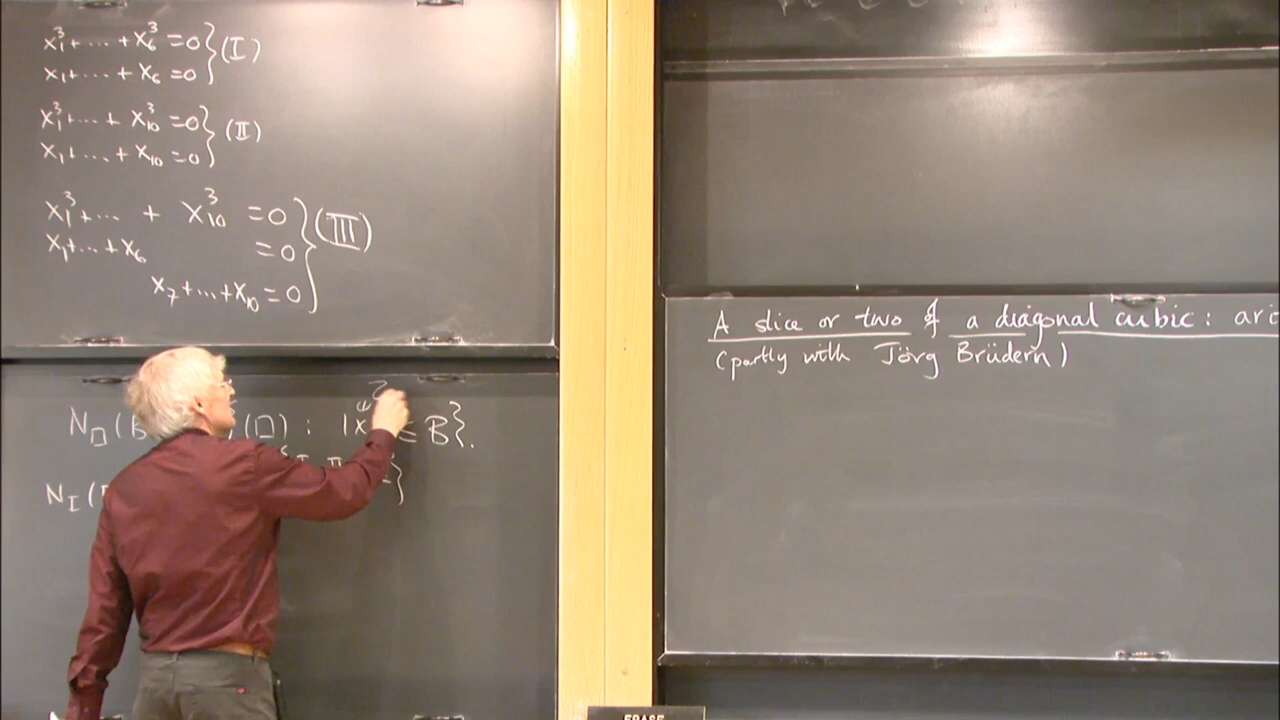 x₁³+⋯+x₆³=0 } (I)
x₁+⋯+x₆=0
x₁³+⋯+x₁₀³=0 } (II)
x₁+⋯+x₁₀=0
x₁³+⋯ + x₁₀³ =0 } (III)
x₁+⋯+x₆ =0
x₇+⋯+x₁₀=0
N□(B (□) : |x ≤ B}.
N_I(
A slice or two of a diagonal cubic:
(partly with Jörg Brüdern)